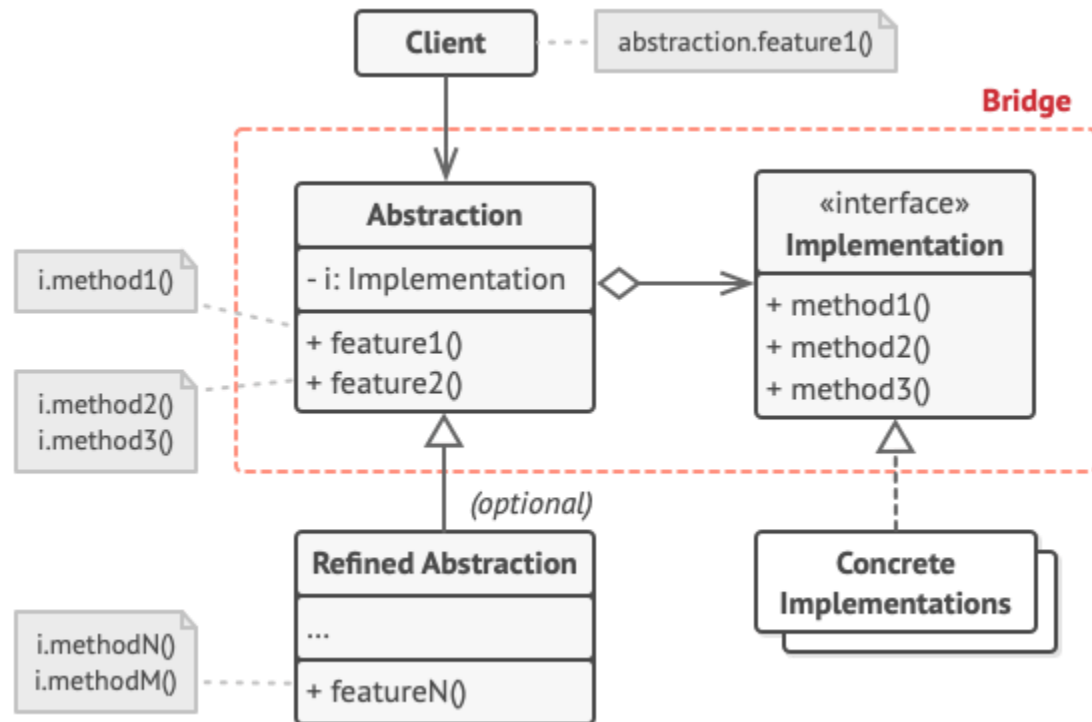 Client
abstraction.feature1()
Bridge
Abstraction
- i: Implementation
+ feature1()
+ feature2()
«interface»
Implementation
+ method1()
+ method2()
+ method3()
i.method1()
i.method2()
i.method3()
(optional)
Refined Abstraction
...
+ featureN()
Concrete
Implementations
i.methodN()
i.methodM()